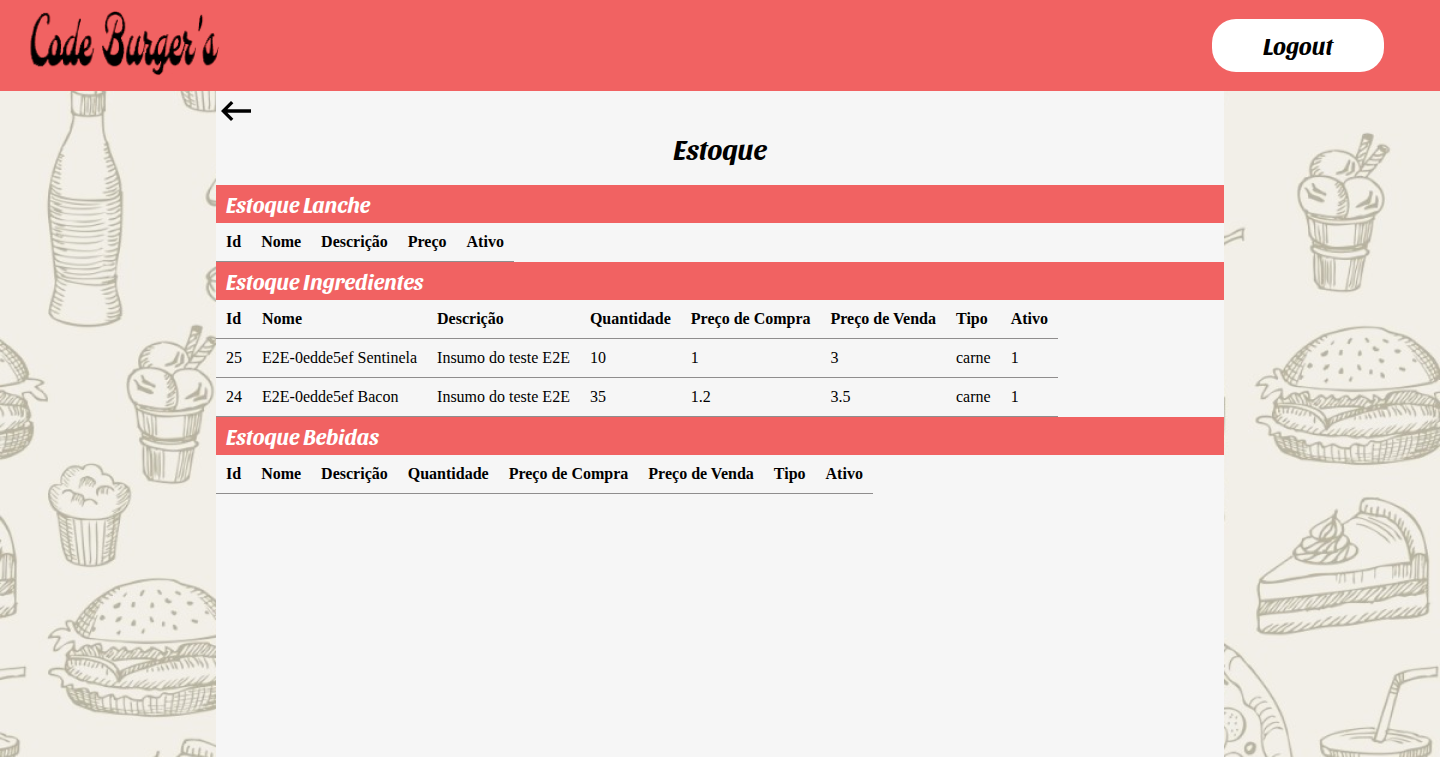 Code Burger's
Logout
Estoque
Estoque Lanche
Id Nome Descrição Preço Ativo
Estoque Ingredientes
Id Nome Descrição Quantidade Preço de Compra Preço de Venda Tipo Ativo
25 E2E-0edde5ef Sentinela Insumo do teste E2E 10 1 3 carne 1
24 E2E-0edde5ef Bacon Insumo do teste E2E 35 1.2 3.5 carne 1
Estoque Bebidas
Id Nome Descrição Quantidade Preço de Compra Preço de Venda Tipo Ativo